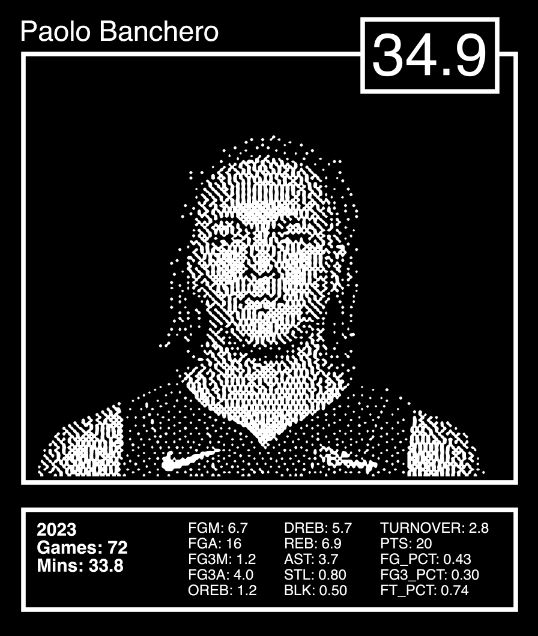 Paolo Banchero
34.9
2023
Games: 72
Mins: 33.8
FGM: 6.7
FGA: 16
FG3M: 1.2
FG3A: 4.0
OREB: 1.2
DREB: 5.7
REB: 6.9
AST: 3.7
STL: 0.80
BLK: 0.50
TURNOVER: 2.8
PTS: 20
FG_PCT: 0.43
FG3_PCT: 0.30
FT_PCT: 0.74